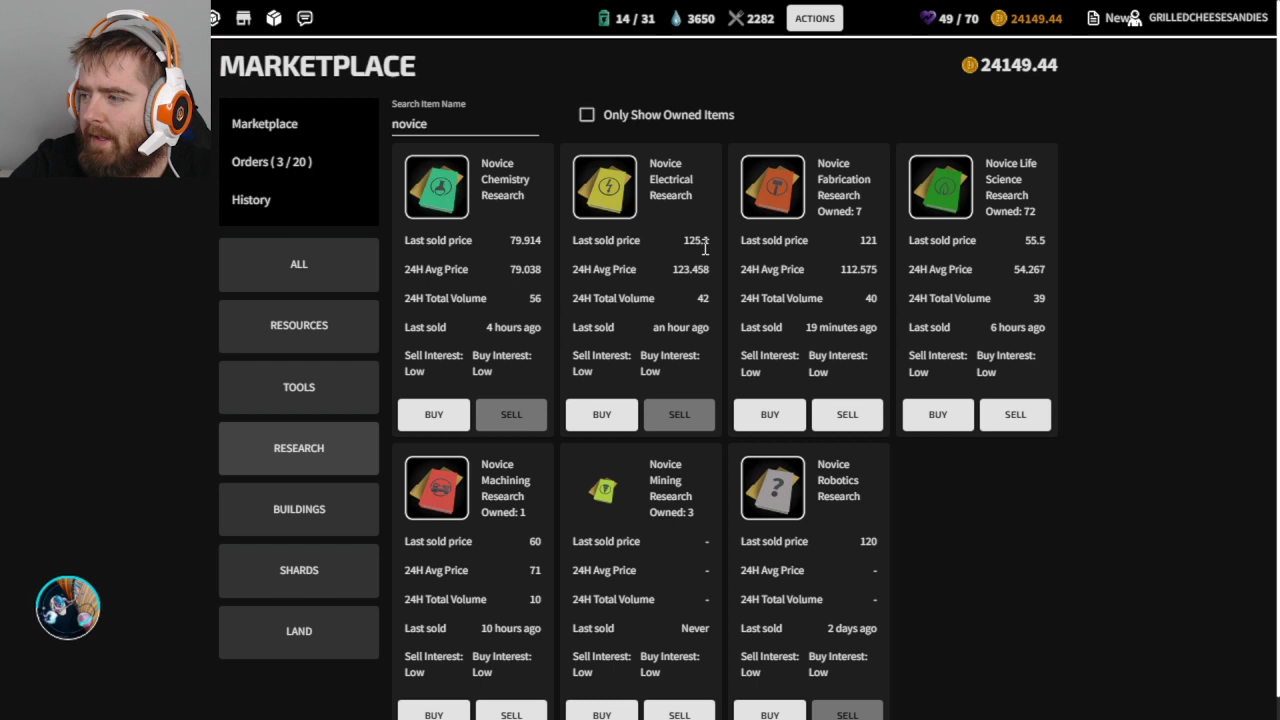 14 / 31
3650
2282
ACTIONS
49 / 70
24149.44
New
GRILLEDCHEESESANDIES
MARKETPLACE
24149.44
Marketplace
Orders ( 3 / 20 )
History
ALL
RESOURCES
TOOLS
RESEARCH
BUILDINGS
SHARDS
LAND
Search Item Name
novice
Only Show Owned Items
Novice
Chemistry
Research
Last sold price 79.914
24H Avg Price 79.038
24H Total Volume 56
Last sold 4 hours ago
Sell Interest: Buy Interest:
Low Low
BUY SELL
Novice
Electrical
Research
Last sold price
24H Avg Price 123.458
24H Total Volume 42
Last sold an hour ago
Sell Interest: Buy Interest:
Low Low
BUY SELL
Novice
Fabrication
Research
Owned: 7
Last sold price 121
24H Avg Price 112.575
24H Total Volume 40
Last sold 19 minutes ago
Sell Interest: Buy Interest:
Low Low
BUY SELL
Novice Life
Science
Research
Owned: 72
Last sold price 55.5
24H Avg Price 54.267
24H Total Volume 39
Last sold 6 hours ago
Sell Interest: Buy Interest:
Low Low
BUY SELL
Novice
Machining
Research
Owned: 1
Last sold price 60
24H Avg Price 71
24H Total Volume 10
Last sold 10 hours ago
Sell Interest: Buy Interest:
Low Low
BUY SELL
Novice
Mining
Research
Owned: 3
Last sold price -
24H Avg Price -
24H Total Volume -
Last sold Never
Sell Interest: Buy Interest:
Low Low
BUY SELL
Novice
Robotics
Research
?
Last sold price 120
24H Avg Price -
24H Total Volume -
Last sold 2 days ago
Sell Interest: Buy Interest:
Low Low
BUY SELL